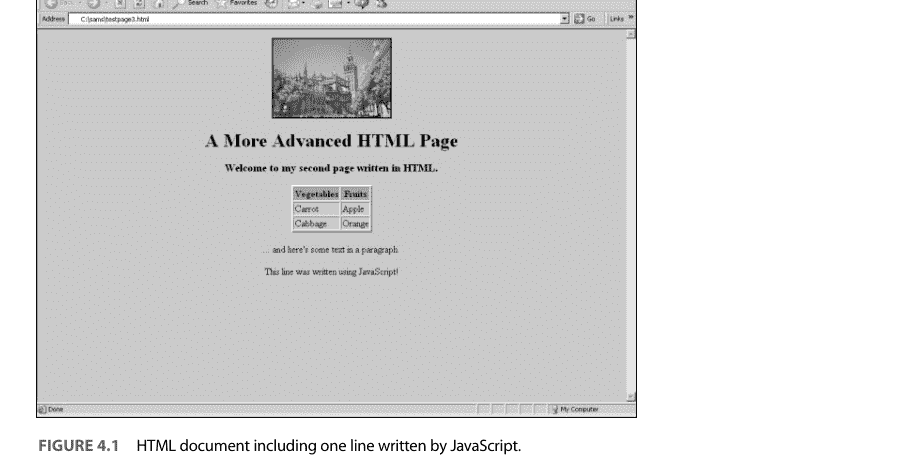 Search Favorites
Address C:\sams\testpage3.html Go Links »
A More Advanced HTML Page
Welcome to my second page written in HTML.
Vegetables Fruits
Carrot Apple
Cabbage Orange
... and here's some text in a paragraph
This line was written using JavaScript!
Done My Computer
FIGURE 4.1 HTML document including one line written by JavaScript.